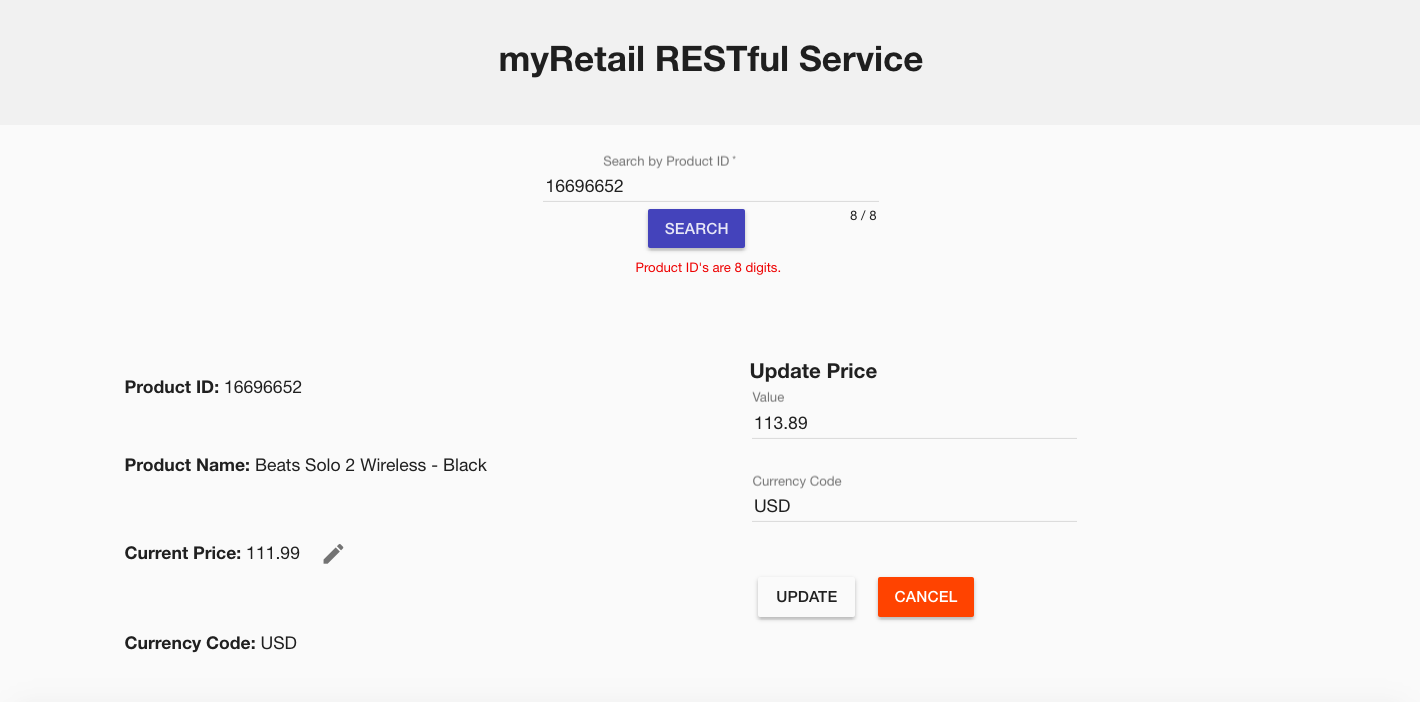 myRetail RESTful Service
Search by Product ID *
16696652
8 / 8
SEARCH
Product ID's are 8 digits.
Product ID: 16696652
Product Name: Beats Solo 2 Wireless - Black
Current Price: 111.99
Currency Code: USD
Update Price
Value
113.89
Currency Code
USD
UPDATE
CANCEL